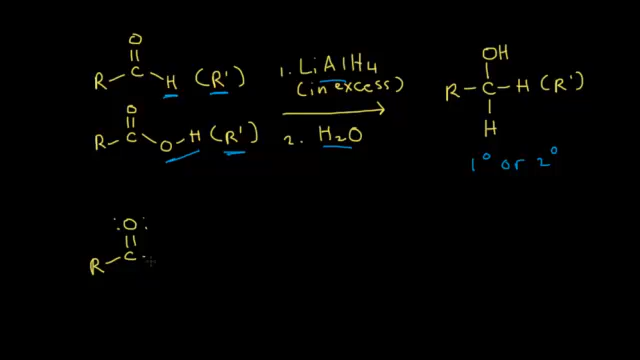 O
R C H (R') 1. LiAlH4
(in excess)
O
R C O H (R') 2. H2O
OH
R C H (R')
H
1° or 2°
:O:
R C